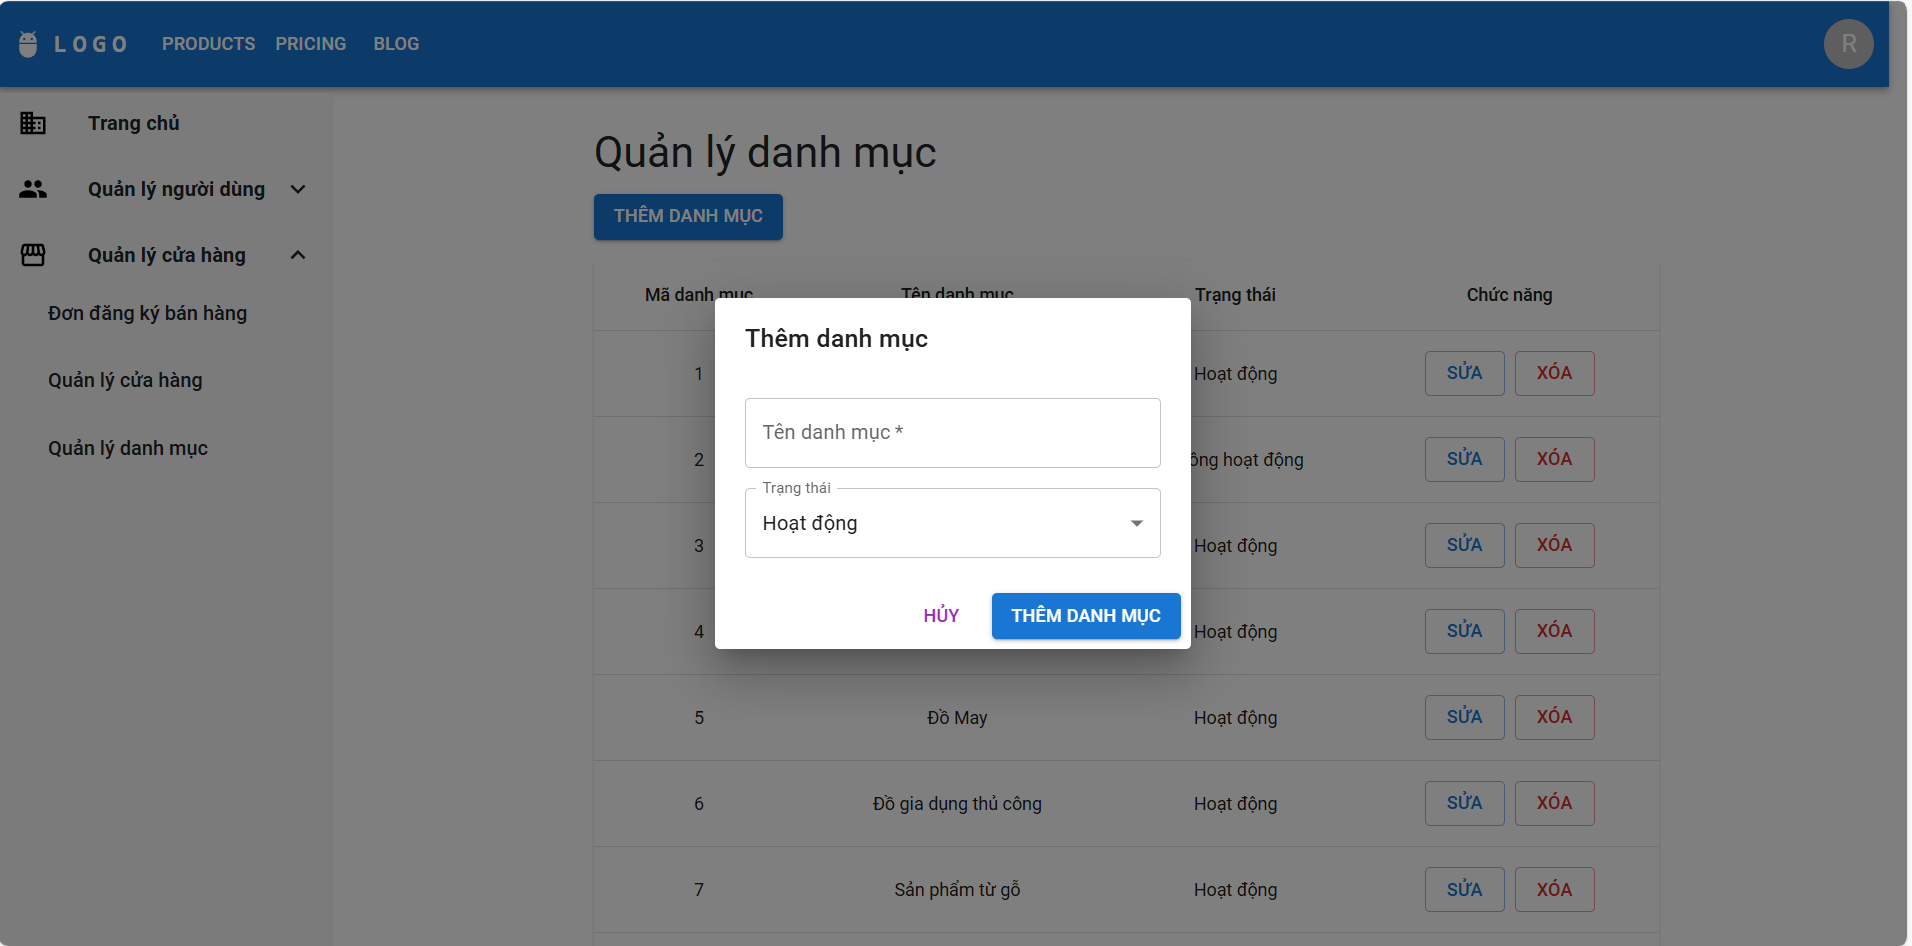 LOGO PRODUCTS PRICING BLOG R
Trang chủ
Quản lý người dùng
Quản lý cửa hàng
Đơn đăng ký bán hàng
Quản lý cửa hàng
Quản lý danh mục
Quản lý danh mục
THÊM DANH MỤC
Mã danh mục Tên danh mục Trạng thái Chức năng
1 Hoạt động SỬA XÓA
2 hoạt động SỬA XÓA
3 Hoạt động SỬA XÓA
4 Hoạt động SỬA XÓA
5 Đồ May Hoạt động SỬA XÓA
6 Đồ gia dụng thủ công Hoạt động SỬA XÓA
7 Sản phẩm từ gỗ Hoạt động SỬA XÓA
Thêm danh mục
Tên danh mục *
Trạng thái
Hoạt động
HỦY THÊM DANH MỤC